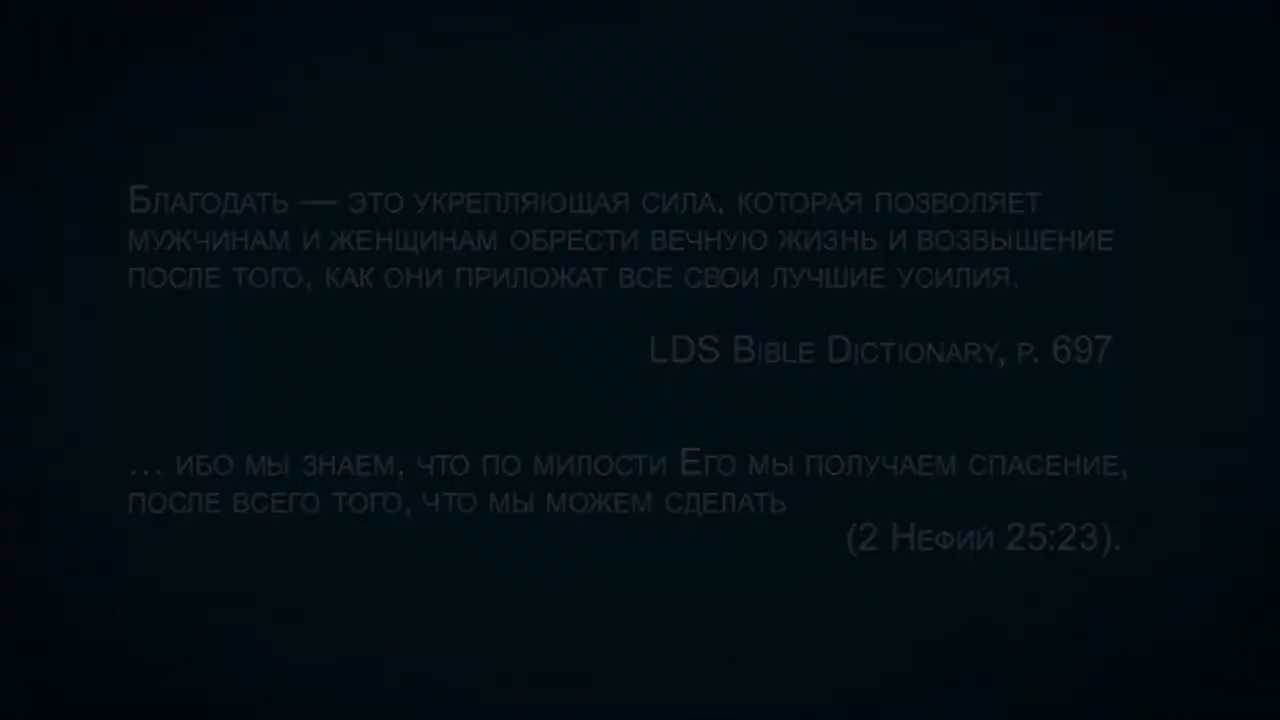 Благодать — это укрепляющая сила, которая позволяет
мужчинам и женщинам обрести вечную жизнь и возвышение
после того, как они приложат все свои лучшие усилия.
LDS Bible Dictionary, p. 697
... ибо мы знаем, что по милости Его мы получаем спасение,
после всего того, что мы можем сделать
(2 Нефий 25:23).